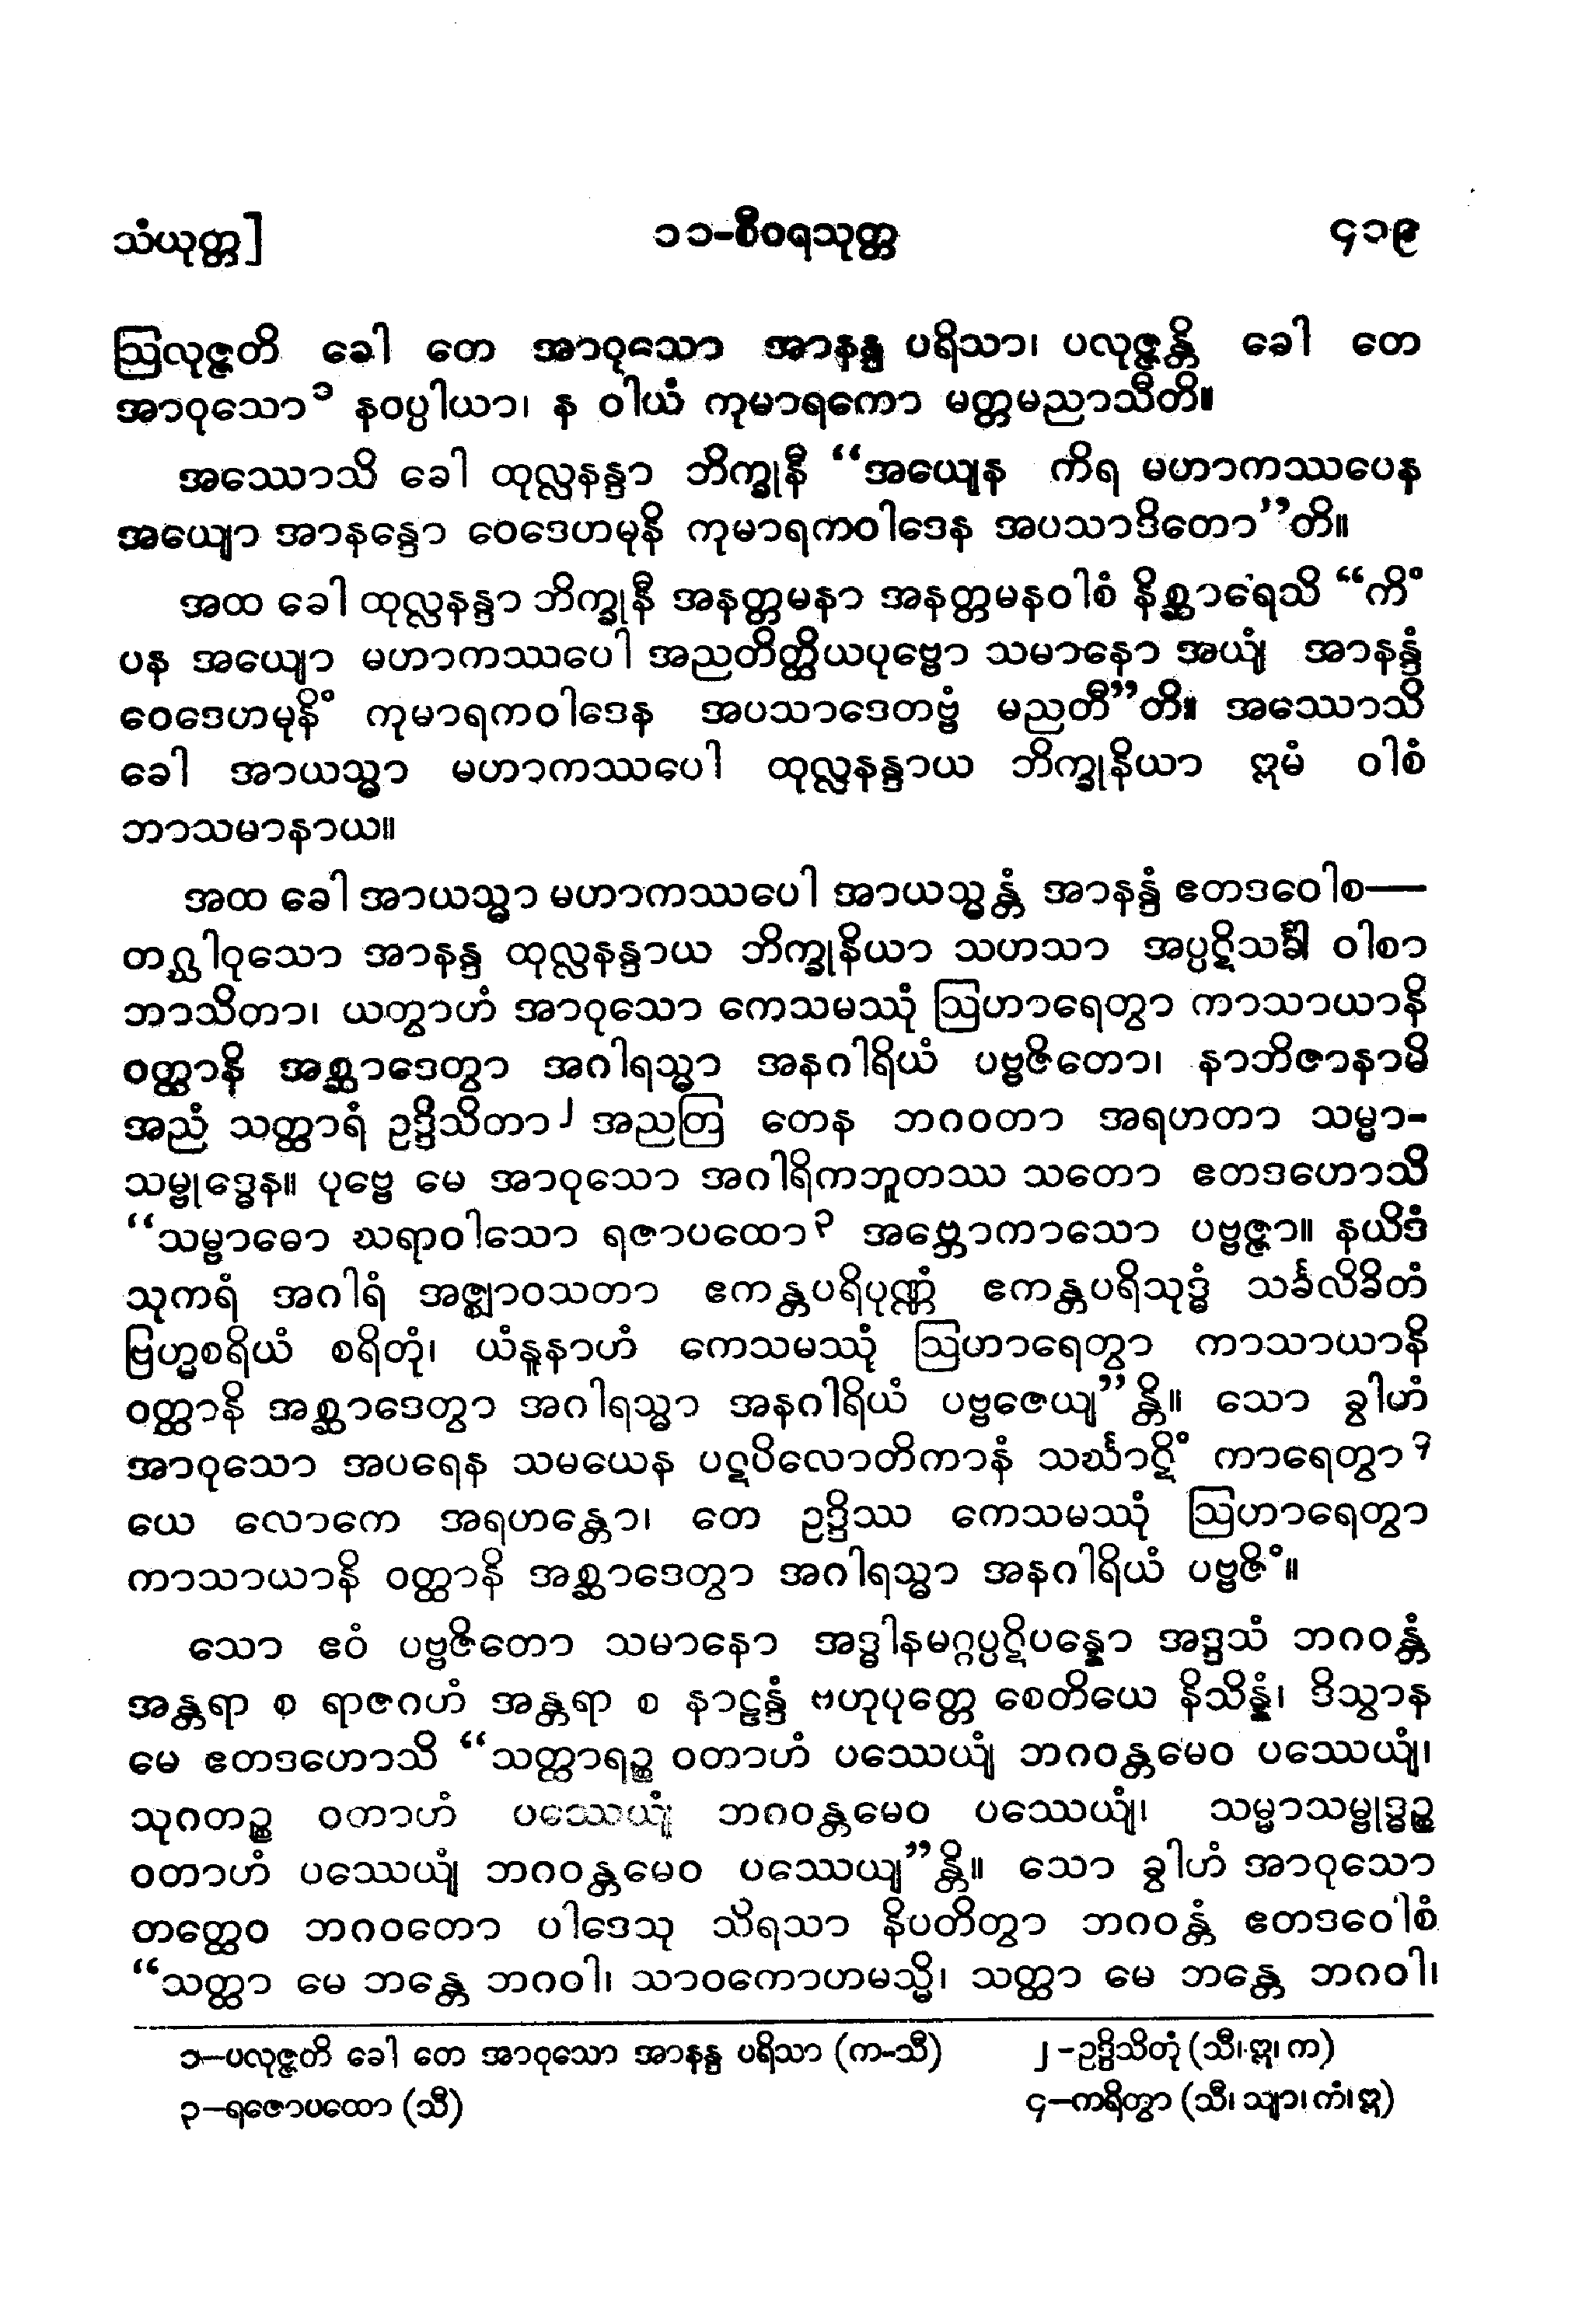 သံယုတ္တ] ၁၁-စီဝရသုတ္တ ၄၁၉
ဩလုဇ္ဇတိ ခေါ တေ အာဝုသော အာနန္ဒ ပရိသာ၊ ပလုဇ္ဇန္တိ ခေါ တေ
အာဝုသော၁ နဝပ္ပါယာ၊ န ဝါယံ ကုမာရကော မတ္တမညာသီတိ။
အဿောသိ ခေါ ထုလ္လနန္ဒာ ဘိက္ခုနီ “အယျေန ကိရ မဟာကဿပေန
အယျော အာနန္ဒော ဝေဒေဟမုနိ ကုမာရကဝါဒေန အပသာဒိတော”တိ။
အထ ခေါ ထုလ္လနန္ဒာ ဘိက္ခုနီ အနတ္တမနာ အနတ္တမနဝါစံ နိစ္ဆာရေသိ “ကိံ
ပန အယျော မဟာကဿပေါ အညတိတ္ထိယပုဗ္ဗော သမာနော အယျံ အာနန္ဒံ
ဝေဒေဟမုနိံ ကုမာရကဝါဒေန အပသာဒေတဗ္ဗံ မညတီ”တိ။ အဿောသိ
ခေါ အာယသ္မာ မဟာကဿပေါ ထုလ္လနန္ဒာယ ဘိက္ခုနိယာ ဣမံ ဝါစံ
ဘာသမာနာယ။
အထ ခေါ အာယသ္မာ မဟာကဿပေါ အာယသ္မန္တံ အာနန္ဒံ ဧတဒဝေါစ—
တဂ္ဃါဝုသော အာနန္ဒ ထုလ္လနန္ဒာယ ဘိက္ခုနိယာ သဟသာ အပ္ပဋိသင်္ခါ ဝါစာ
ဘာသိတာ၊ ယတွာဟံ အာဝုသော ကေသမဿုံ ဩဟာရေတွာ ကာသာယာနိ
ဝတ္ထာနိ အစ္ဆာဒေတွာ အဂါရသ္မာ အနဂါရိယံ ပဗ္ဗဇိတော၊ နာဘိဇာနာမိ
အညံ သတ္ထာရံ ဥဒ္ဒိသိတာ၂ အညတြ တေန ဘဂဝတာ အရဟတာ သမ္မာ-
သမ္ဗုဒ္ဓေန။ ပုဗ္ဗေ မေ အာဝုသော အဂါရိကဘူတဿ သတော ဧတဒဟောသိ
“သမ္ဗာဓော ဃရာဝါသော ရဇာပထော၃ အဗ္ဘောကာသော ပဗ္ဗဇ္ဇာ။ နယိဒံ
သုကရံ အဂါရံ အဇ္ဈာဝသတာ ဧကန္တပရိပုဏ္ဏံ ဧကန္တပရိသုဒ္ဓံ သင်္ခလိခိတံ
ဗြဟ္မစရိယံ စရိတုံ၊ ယံနူနာဟံ ကေသမဿုံ ဩဟာရေတွာ ကာသာယာနိ
ဝတ္ထာနိ အစ္ဆာဒေတွာ အဂါရသ္မာ အနဂါရိယံ ပဗ္ဗဇေယျ”န္တိ။ သော ခွါဟံ
အာဝုသော အပရေန သမယေန ပဋပိလောတိကာနံ သင်္ဃာဋိံ ကာရေတွာ၄
ယေ လောကေ အရဟန္တော၊ တေ ဥဒ္ဒိဿ ကေသမဿုံ ဩဟာရေတွာ
ကာသာယာနိ ဝတ္ထာနိ အစ္ဆာဒေတွာ အဂါရသ္မာ အနဂါရိယံ ပဗ္ဗဇိံ။
သော ဧဝံ ပဗ္ဗဇိတော သမာနော အဒ္ဓါနမဂ္ဂပ္ပဋိပန္နော အဒ္ဒသံ ဘဂဝန္တံ
အန္တရာ စ ရာဇဂဟံ အန္တရာ စ နာဠန္ဒံ ဗဟုပုတ္တေ စေတိယေ နိသိန္နံ၊ ဒိသွာန
မေ ဧတဒဟောသိ “သတ္ထာရဉ္စ ဝတာဟံ ပဿေယျံ ဘဂဝန္တမေဝ ပဿေယျံ၊
သုဂတဉ္စ ဝတာဟံ ပဿေယျံ ဘဂဝန္တမေဝ ပဿေယျံ၊ သမ္မာသမ္ဗုဒ္ဓဉ္စ
ဝတာဟံ ပဿေယျံ ဘဂဝန္တမေဝ ပဿေယျ”န္တိ။ သော ခွါဟံ အာဝုသော
တတ္ထေဝ ဘဂဝတော ပါဒေသု သိရသာ နိပတိတွာ ဘဂဝန္တံ ဧတဒဝေါစံ
“သတ္ထာ မေ ဘန္တေ ဘဂဝါ၊ သာဝကောဟမသ္မိ၊ သတ္ထာ မေ ဘန္တေ ဘဂဝါ၊
၁—ပလုဇ္ဇတိ ခေါ တေ အာဝုသော အာနန္ဒ ပရိသာ (က-သီ) ၂-ဥဒ္ဒိသိတုံ (သီ၊ ဣ၊ က)
၃—ရဇောပထော (သီ) ၄—ကရိတွာ (သီ၊ သျာ၊ ကံ၊ ဣ)